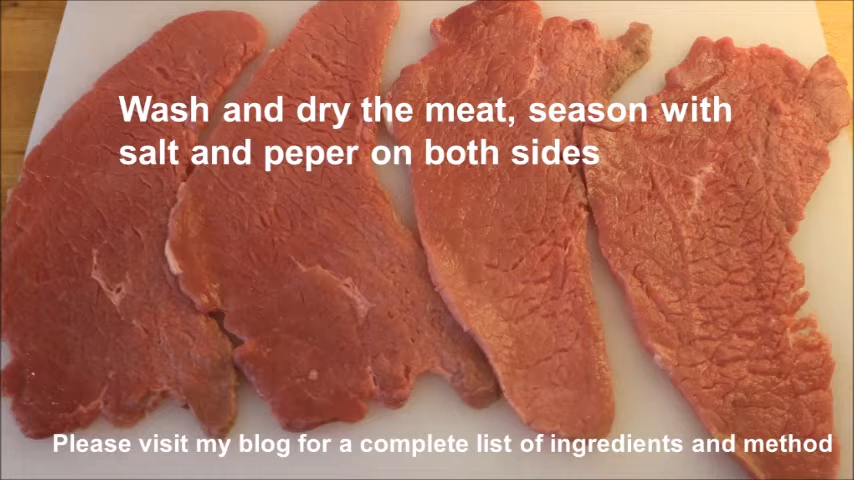 Wash and dry the meat, season with
salt and peper on both sides
Please visit my blog for a complete list of ingredients and method